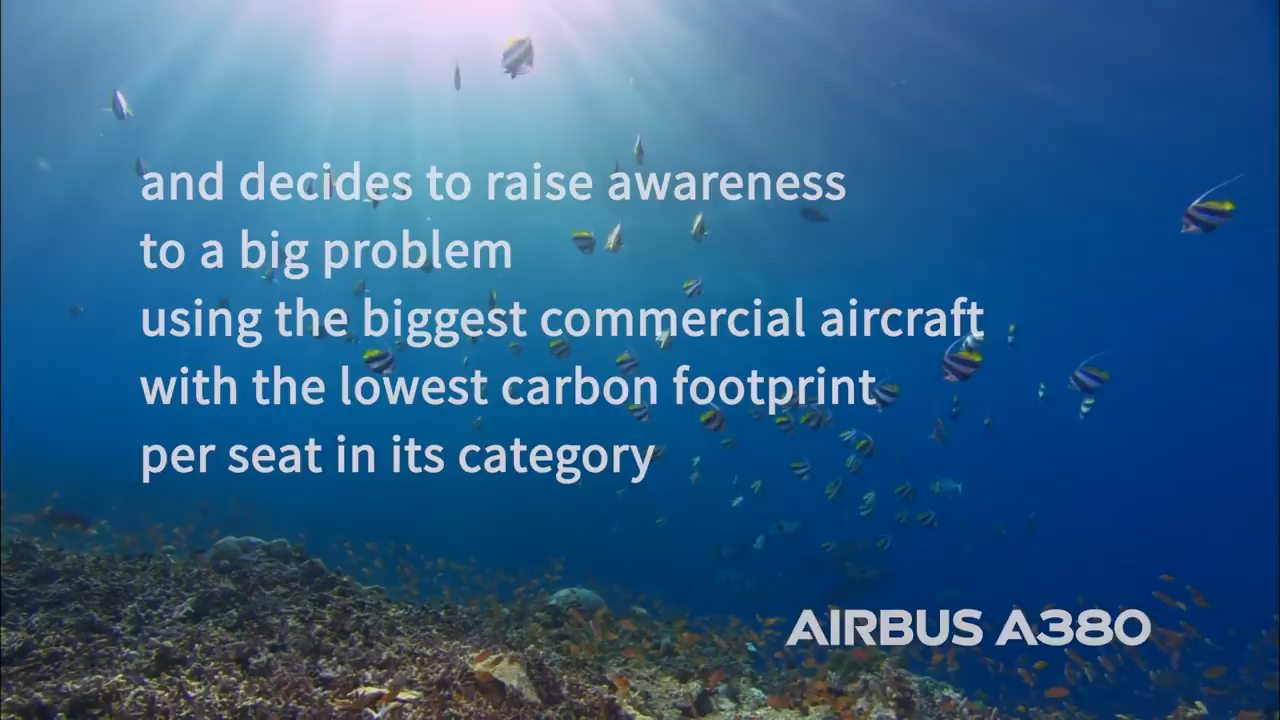 and decides to raise awareness
to a big problem
using the biggest commercial aircraft
with the lowest carbon footprint
per seat in its category
AIRBUS A380